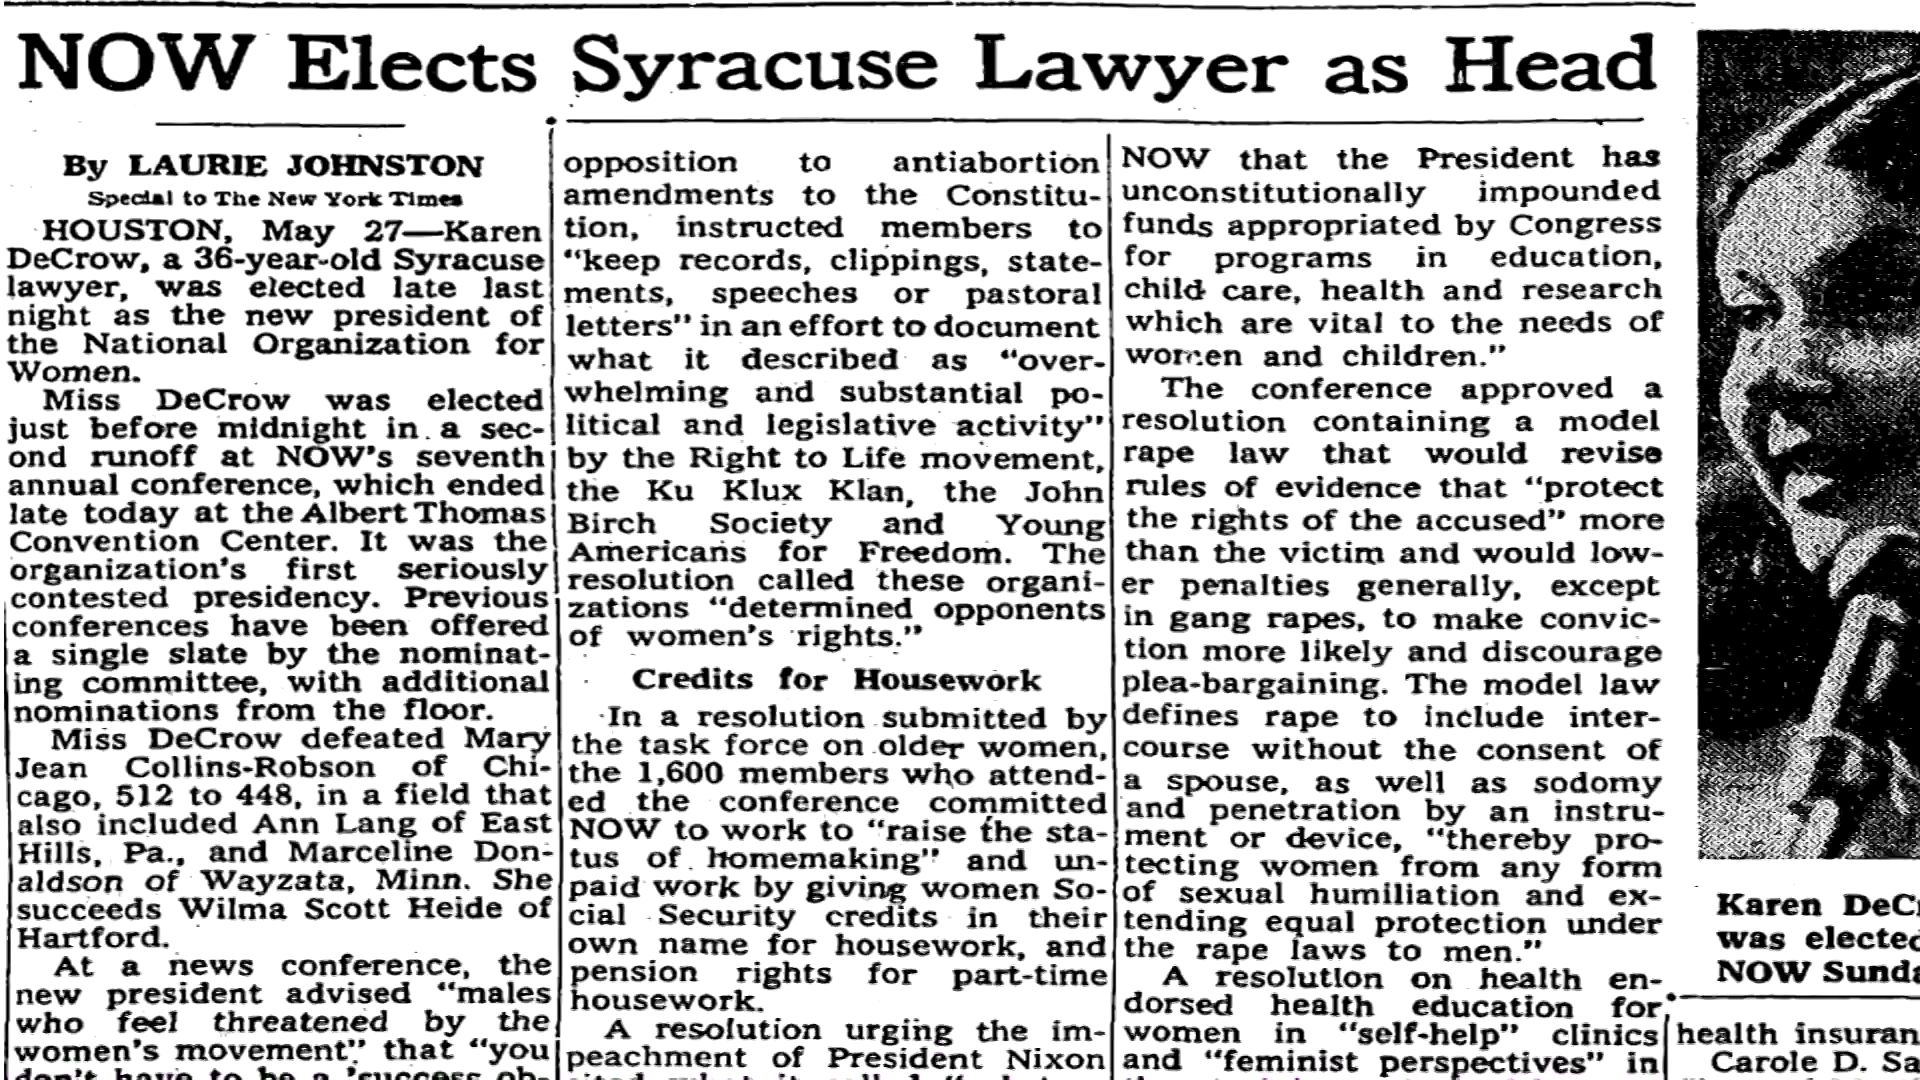 NOW Elects Syracuse Lawyer as Head
By LAURIE JOHNSTON
Special to The New York Times
HOUSTON, May 27—Karen
DeCrow, a 36-year-old Syracuse
lawyer, was elected late last
night as the new president of
the National Organization for
Women.
Miss DeCrow was elected
just before midnight in a sec-
ond runoff at NOW's seventh
annual conference, which ended
late today at the Albert Thomas
Convention Center. It was the
organization's first seriously
contested presidency. Previous
conferences have been offered
a single slate by the nominat-
ing committee, with additional
nominations from the floor.
Miss DeCrow defeated Mary
Jean Collins-Robson of Chi-
cago, 512 to 448, in a field that
also included Ann Lang of East
Hills, Pa., and Marceline Don-
aldson of Wayzata, Minn. She
succeeds Wilma Scott Heide of
Hartford.
At a news conference, the
new president advised "males
who feel threatened by the
women's movement" that "you
don't have to be a 'success ob-
opposition to antiabortion
amendments to the Constitu-
tion, instructed members to
"keep records, clippings, state-
ments, speeches or pastoral
letters" in an effort to document
what it described as "over-
whelming and substantial po-
litical and legislative activity"
by the Right to Life movement,
the Ku Klux Klan, the John
Birch Society and Young
Americans for Freedom. The
resolution called these organi-
zations "determined opponents
of women's rights."
Credits for Housework
In a resolution submitted by
the task force on older women,
the 1,600 members who attend-
ed the conference committed
NOW to work to "raise the sta-
tus of homemaking" and un-
paid work by giving women So-
cial Security credits in their
own name for housework, and
pension rights for part-time
housework.
A resolution urging the im-
peachment of President Nixon
NOW that the President has
unconstitutionally impounded
funds appropriated by Congress
for programs in education,
child care, health and research
which are vital to the needs of
women and children."
The conference approved a
resolution containing a model
rape law that would revise
rules of evidence that "protect
the rights of the accused" more
than the victim and would low-
er penalties generally, except
in gang rapes, to make convic-
tion more likely and discourage
plea-bargaining. The model law
defines rape to include inter-
course without the consent of
a spouse, as well as sodomy
and penetration by an instru-
ment or device, "thereby pro-
tecting women from any form
of sexual humiliation and ex-
tending equal protection under
the rape laws to men."
A resolution on health en-
dorsed health education for
women in "self-help" clinics
and "feminist perspectives" in
Karen DeC
was elected
NOW Sunda
health insuran
Carole D. Sa